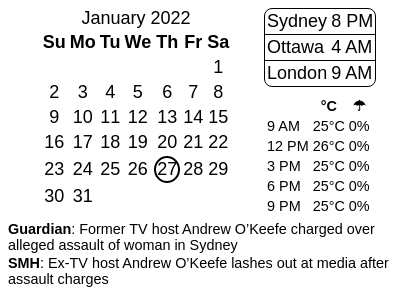 January 2022
Su Mo Tu We Th Fr Sa
1
2 3 4 5 6 7 8
9 10 11 12 13 14 15
16 17 18 19 20 21 22
23 24 25 26 27 28 29
30 31
Sydney 8 PM
Ottawa 4 AM
London 9 AM
°C ☂
9 AM 25°C 0%
12 PM 26°C 0%
3 PM 25°C 0%
6 PM 25°C 0%
9 PM 25°C 0%
Guardian: Former TV host Andrew O’Keefe charged over
alleged assault of woman in Sydney
SMH: Ex-TV host Andrew O’Keefe lashes out at media after
assault charges